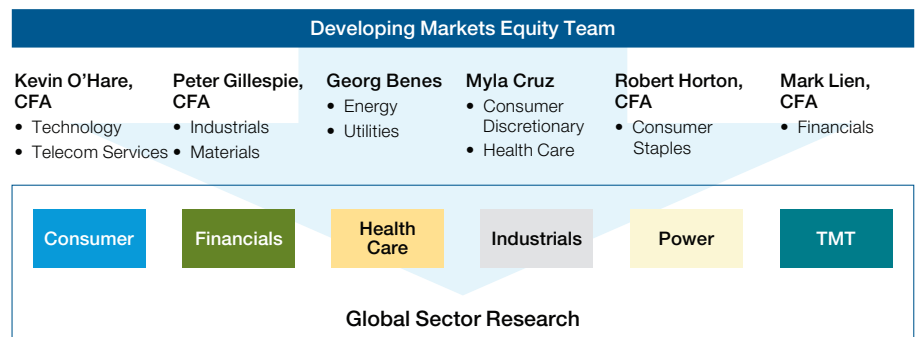 Developing Markets Equity Team
Kevin O’Hare,
CFA
• Technology
• Telecom Services
Peter Gillespie,
CFA
• Industrials
• Materials
Georg Benes
• Energy
• Utilities
Myla Cruz
• Consumer
Discretionary
• Health Care
Robert Horton,
CFA
• Consumer
Staples
Mark Lien,
CFA
• Financials
Consumer
Financials
Health
Care
Industrials
Power
TMT
Global Sector Research